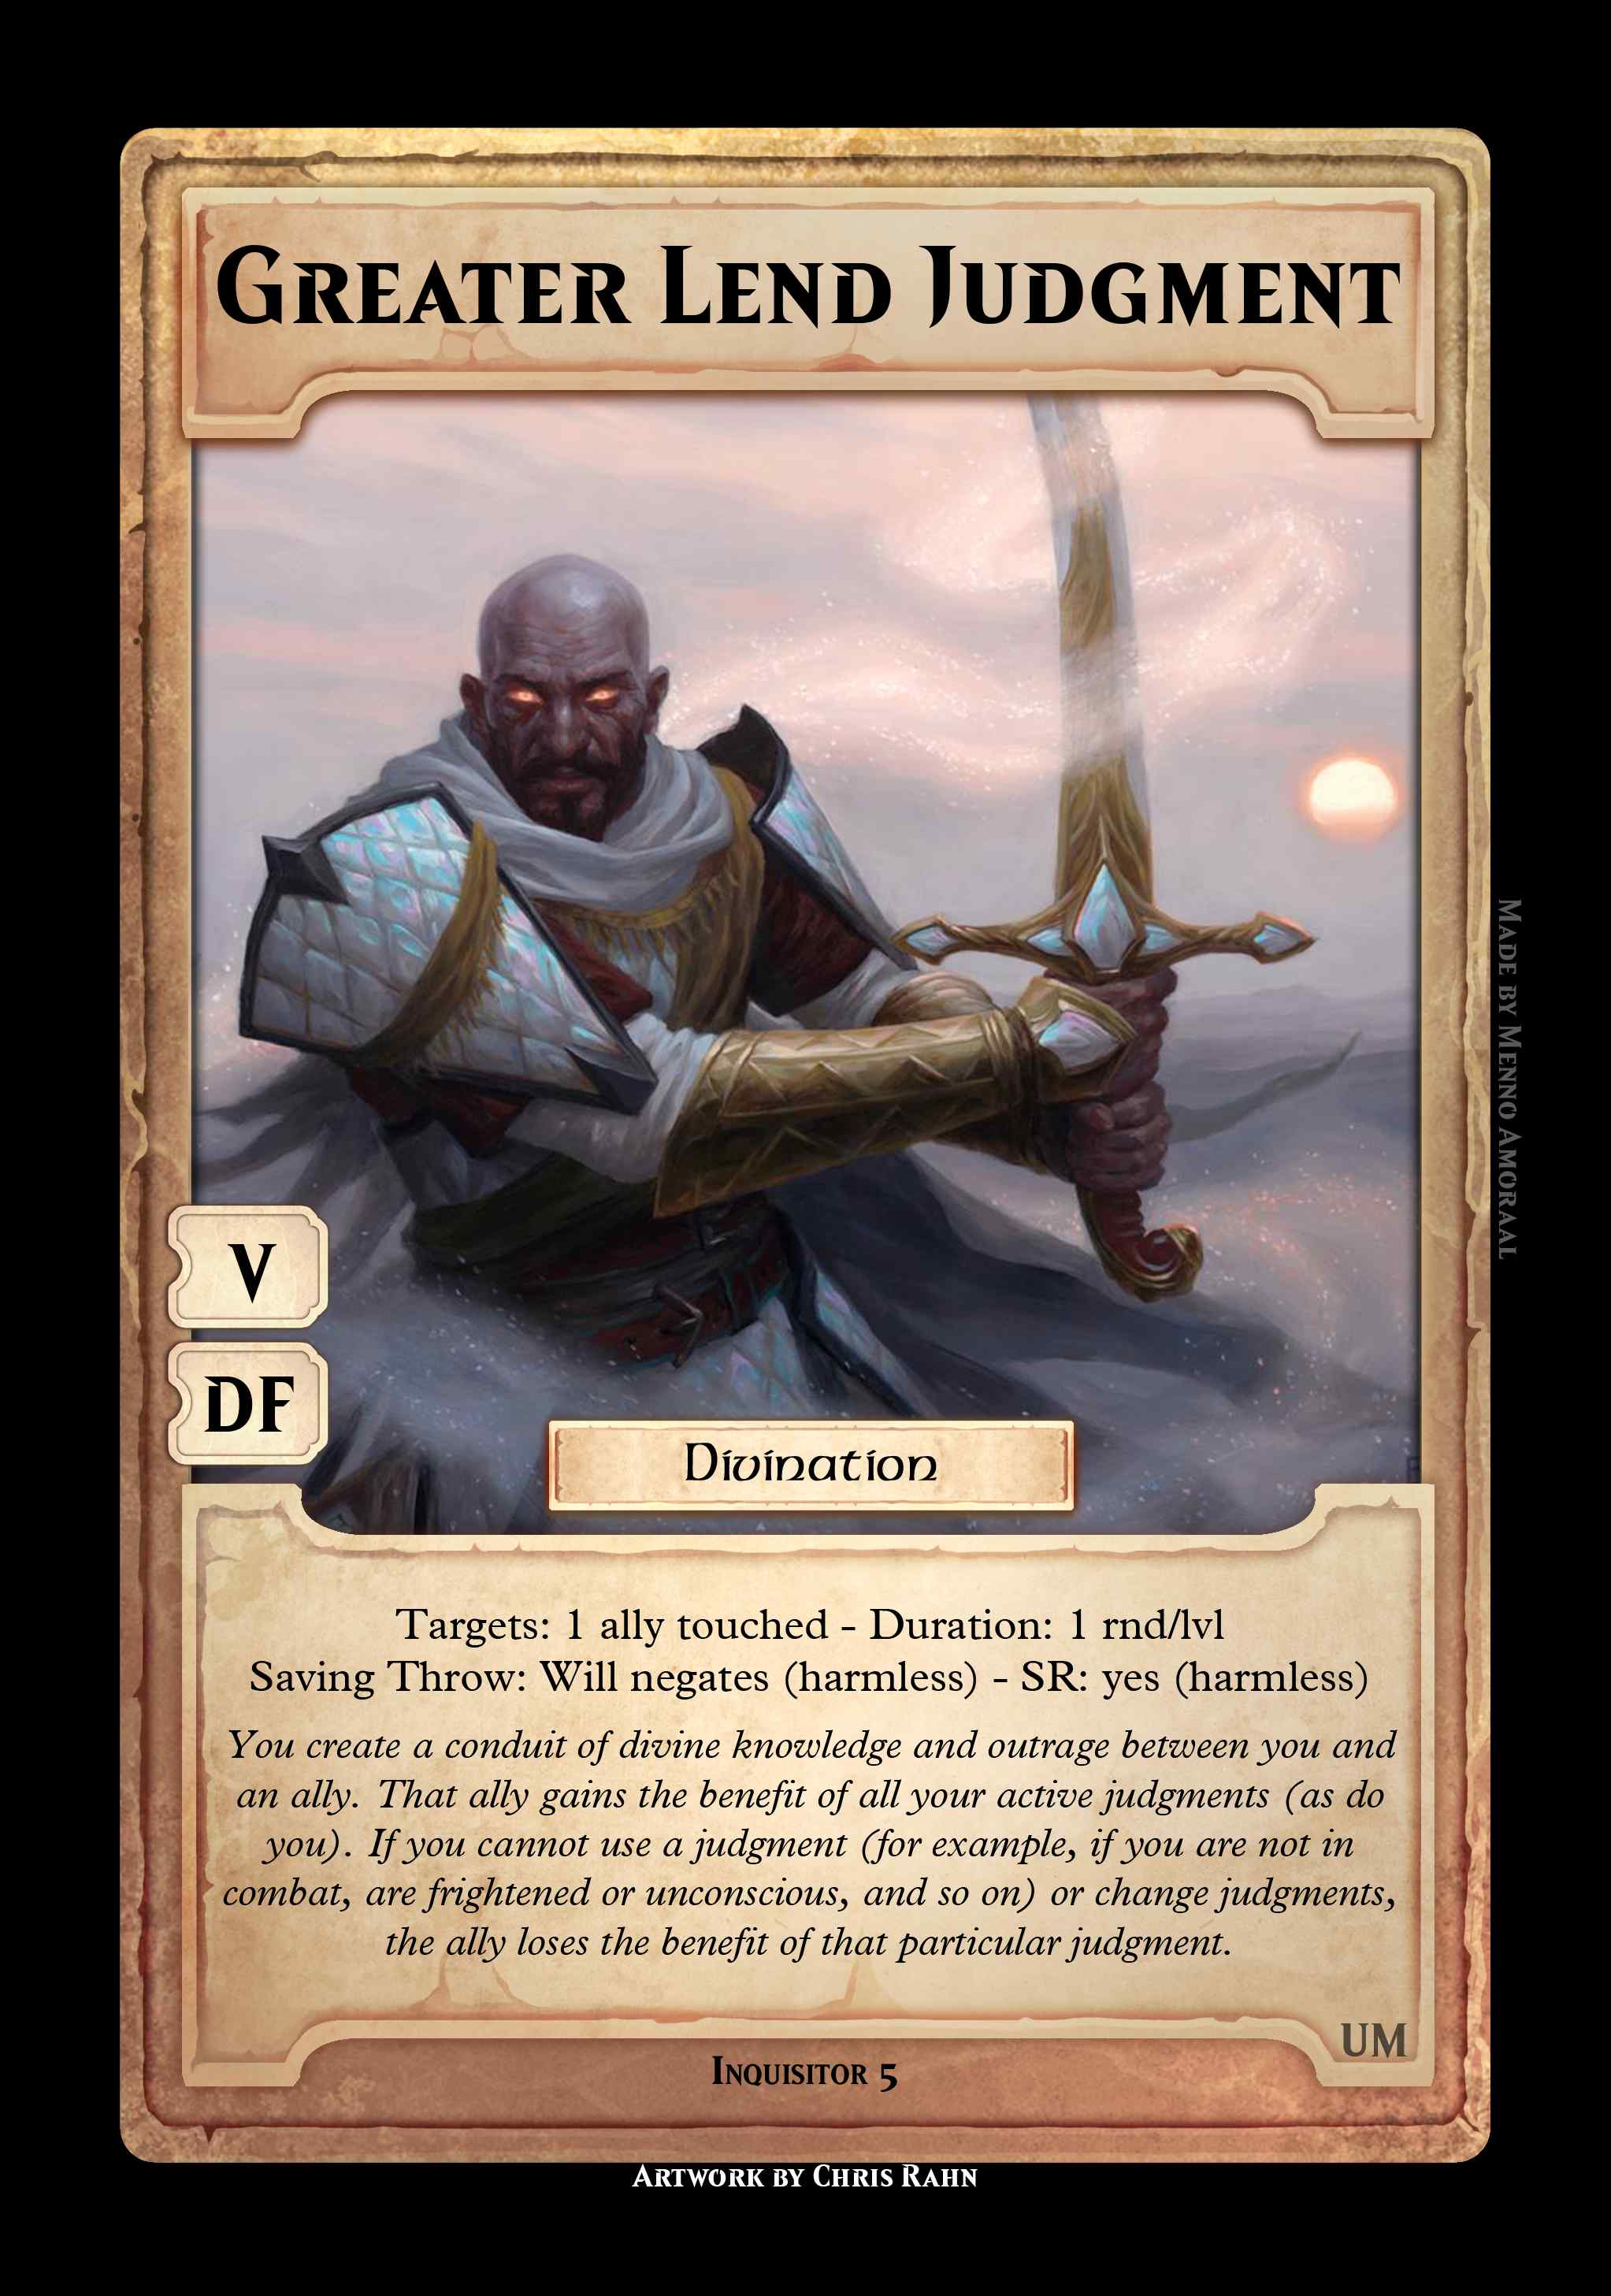 Greater Lend Judgment
V
DF
Divination
Targets: 1 ally touched - Duration: 1 rnd/lvl
Saving Throw: Will negates (harmless) - SR: yes (harmless)
You create a conduit of divine knowledge and outrage between you and
an ally. That ally gains the benefit of all your active judgments (as do
you). If you cannot use a judgment (for example, if you are not in
combat, are frightened or unconscious, and so on) or change judgments,
the ally loses the benefit of that particular judgment.
UM
Inquisitor 5
Artwork by Chris Rahn
Made by Menno Amoraal